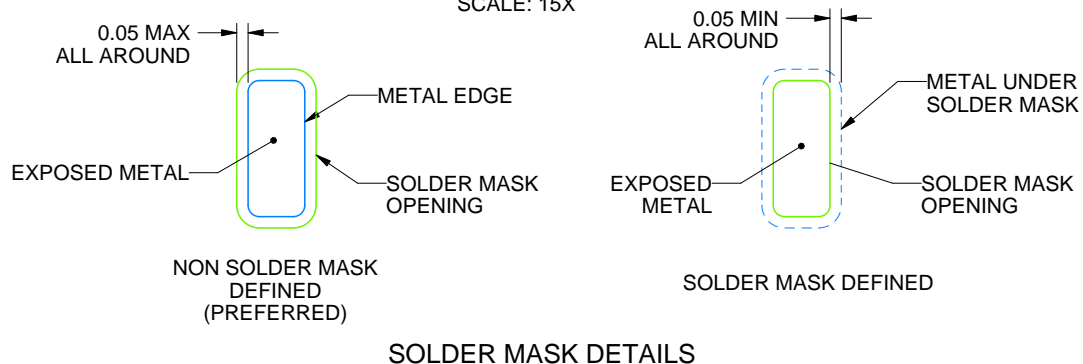 SCALE: 15X
0.05 MAX
ALL AROUND
METAL EDGE
EXPOSED METAL
SOLDER MASK
OPENING
NON SOLDER MASK
DEFINED
(PREFERRED)
0.05 MIN
ALL AROUND
METAL UNDER
SOLDER MASK
EXPOSED
METAL
SOLDER MASK
OPENING
SOLDER MASK DEFINED
SOLDER MASK DETAILS